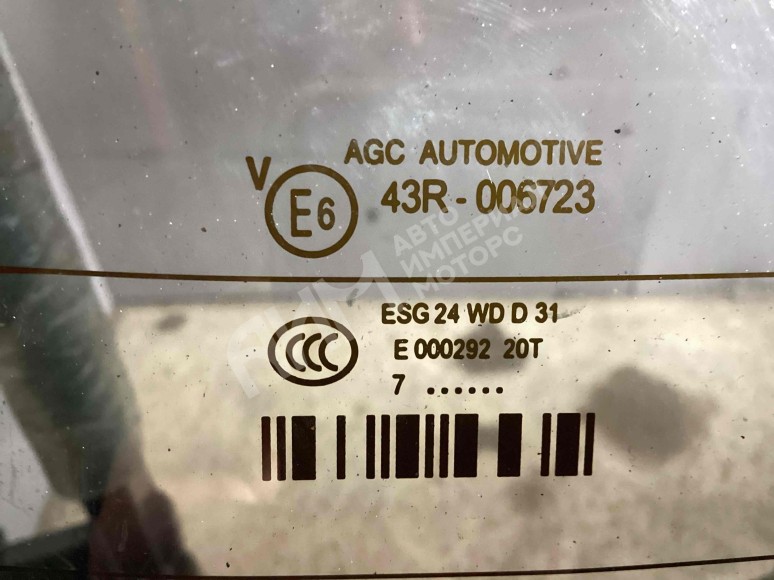 AGC AUTOMOTIVE
V E6 43R - 006723
АВТО
ИМПЕРИЯ
МОТОРС
ESG 24 WD D 31
CCC E 000292 20T
7 ......